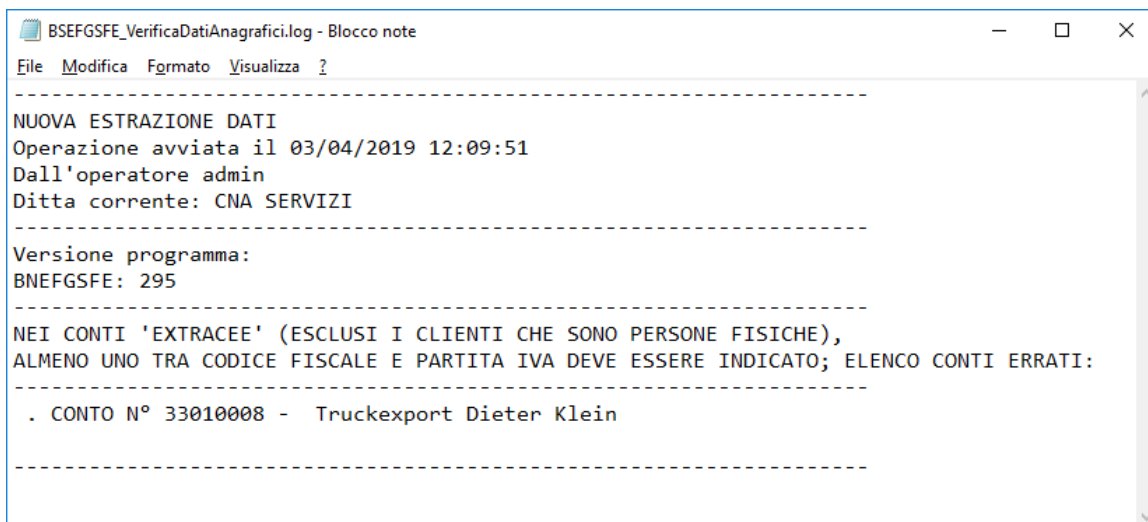 BSEFGSFE_VerificaDatiAnagrafici.log - Blocco note
File Modifica Formato Visualizza ?
--------------------------------------------------------------------
NUOVA ESTRAZIONE DATI
Operazione avviata il 03/04/2019 12:09:51
Dall'operatore admin
Ditta corrente: CNA SERVIZI
--------------------------------------------------------------------
Versione programma:
BNEFGSFE: 295
--------------------------------------------------------------------
NEI CONTI 'EXTRACEE' (ESCLUSI I CLIENTI CHE SONO PERSONE FISICHE),
ALMENO UNO TRA CODICE FISCALE E PARTITA IVA DEVE ESSERE INDICATO; ELENCO CONTI ERRATI:
--------------------------------------------------------------------
 . CONTO N° 33010008 -  Truckexport Dieter Klein
--------------------------------------------------------------------